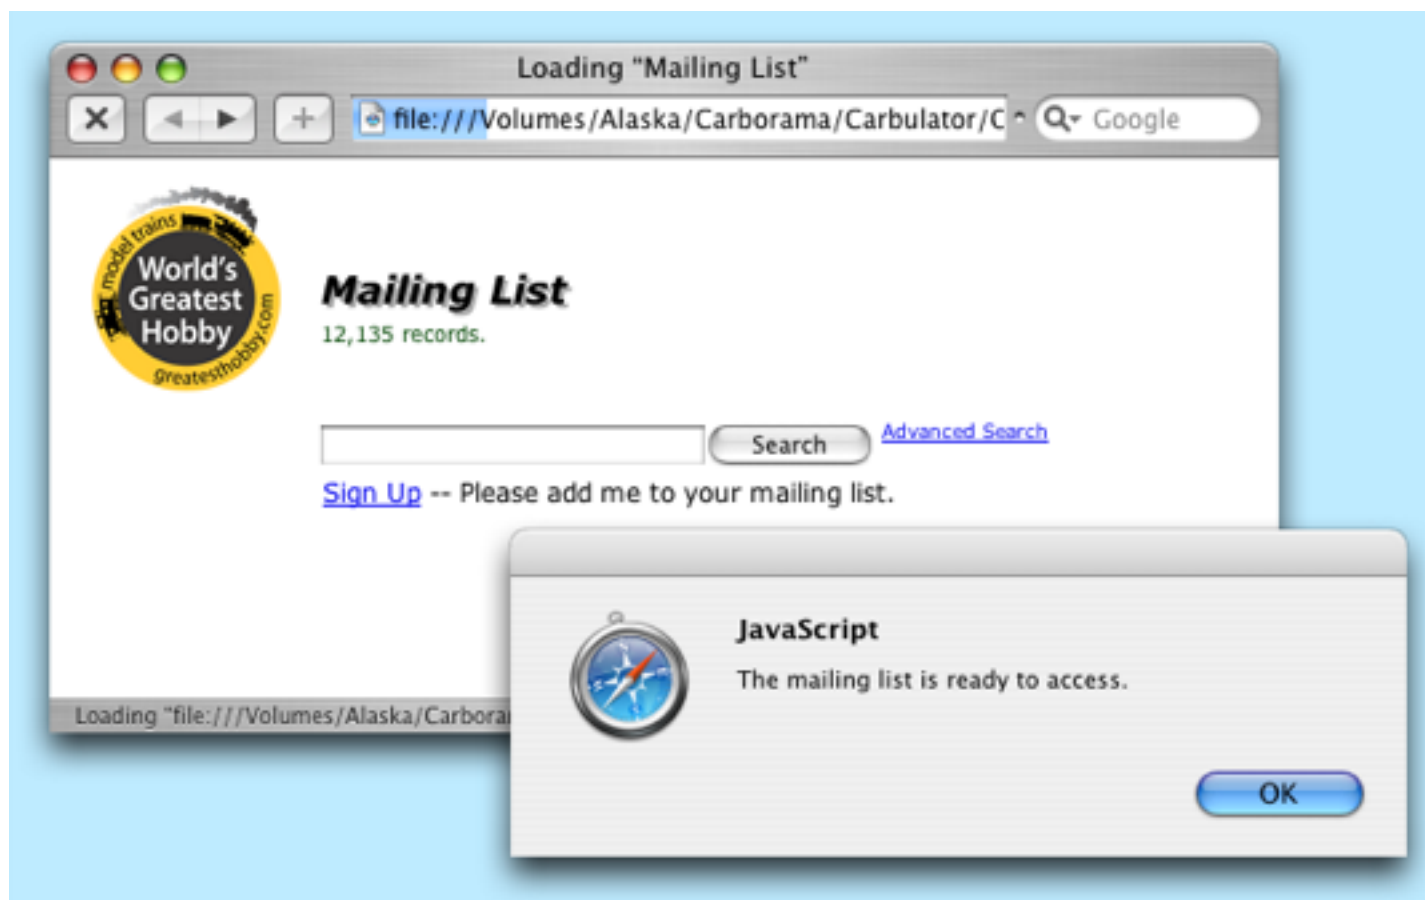 Loading “Mailing List”
file:///Volumes/Alaska/Carborama/Carbulator/C
Google
model trains
World's
Greatest
Hobby
greatesthobby.com
Mailing List
12,135 records.
Search
Advanced Search
Sign Up -- Please add me to your mailing list.
JavaScript
The mailing list is ready to access.
OK
Loading "file:///Volumes/Alaska/Carbora